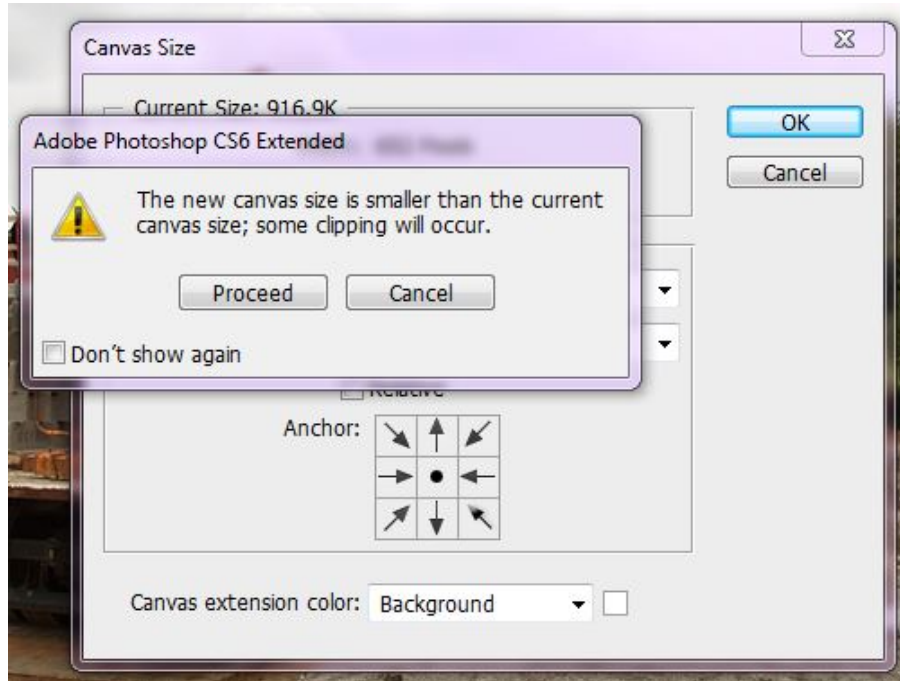 Canvas Size
Current Size: 916.9K
OK
Adobe Photoshop CS6 Extended
Cancel
The new canvas size is smaller than the current
canvas size; some clipping will occur.
Proceed
Cancel
Don't show again
Relative
Anchor:
Canvas extension color:
Background